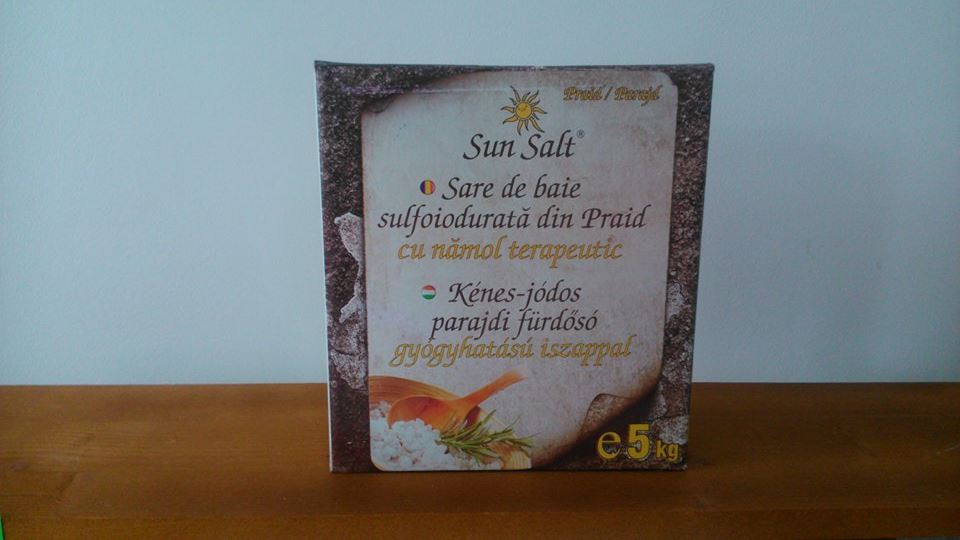 Praid / Parajd
Sun Salt®
Sare de baie
sulfoiodurată din Praid
cu nămol terapeutic
Kénes-jódos
parajdi fürdősó
gyógyhatású iszappal
℮ 5 kg